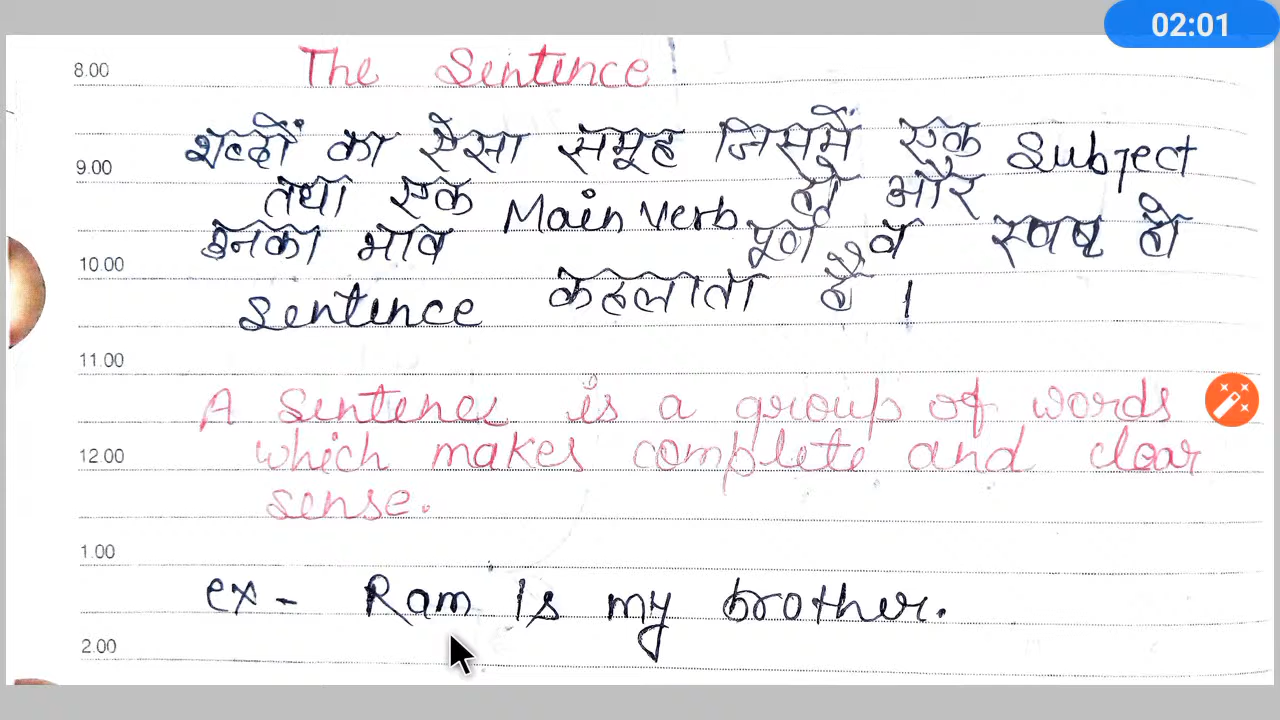 02:01
The Sentence
8.00
शब्दों का ऐसा समूह जिसमें एक Subject
9.00
तथा एक Main Verb हो और
इनका भाव पूर्ण व स्पष्ट हो
10.00
Sentence कहलाता है ।
11.00
A Sentence is a group of words
which makes complete and clear
12.00
sense.
1.00
ex - Ram is my brother.
2.00